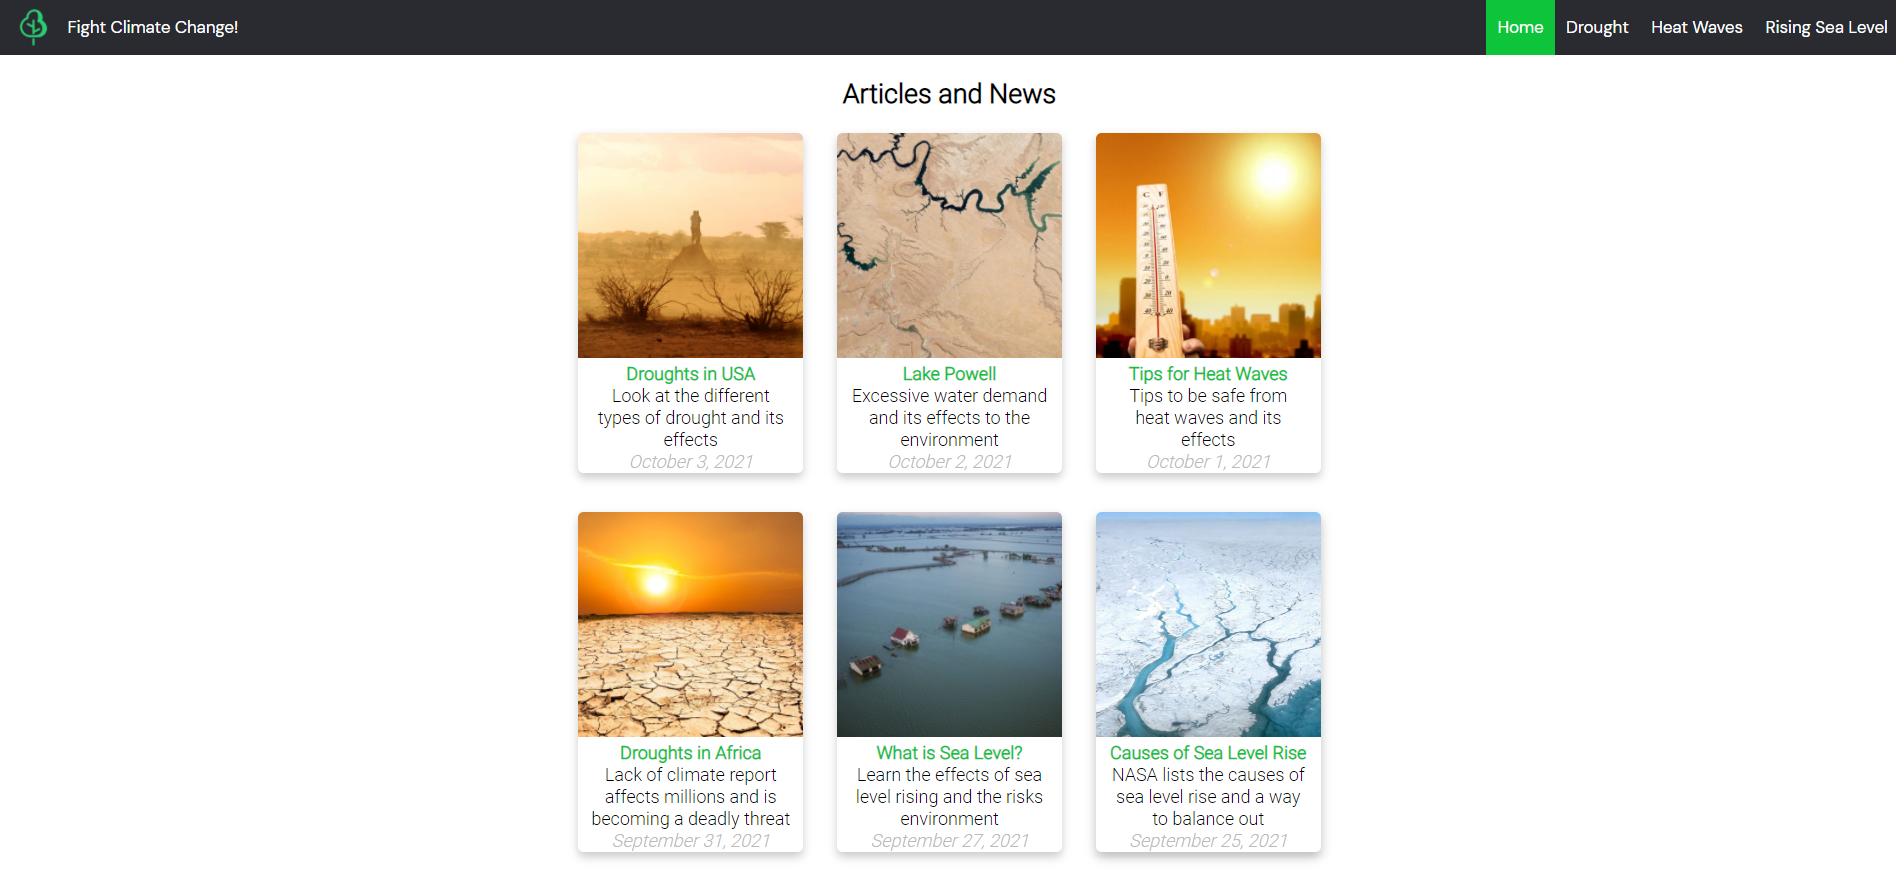 Fight Climate Change!
Home Drought Heat Waves Rising Sea Level
Articles and News
Droughts in USA
Look at the different
types of drought and its
effects
October 3, 2021
Lake Powell
Excessive water demand
and its effects to the
environment
October 2, 2021
C F
Tips for Heat Waves
Tips to be safe from
heat waves and its
effects
October 1, 2021
Droughts in Africa
Lack of climate report
affects millions and is
becoming a deadly threat
September 31, 2021
What is Sea Level?
Learn the effects of sea
level rising and the risks
environment
September 27, 2021
Causes of Sea Level Rise
NASA lists the causes of
sea level rise and a way
to balance out
September 25, 2021